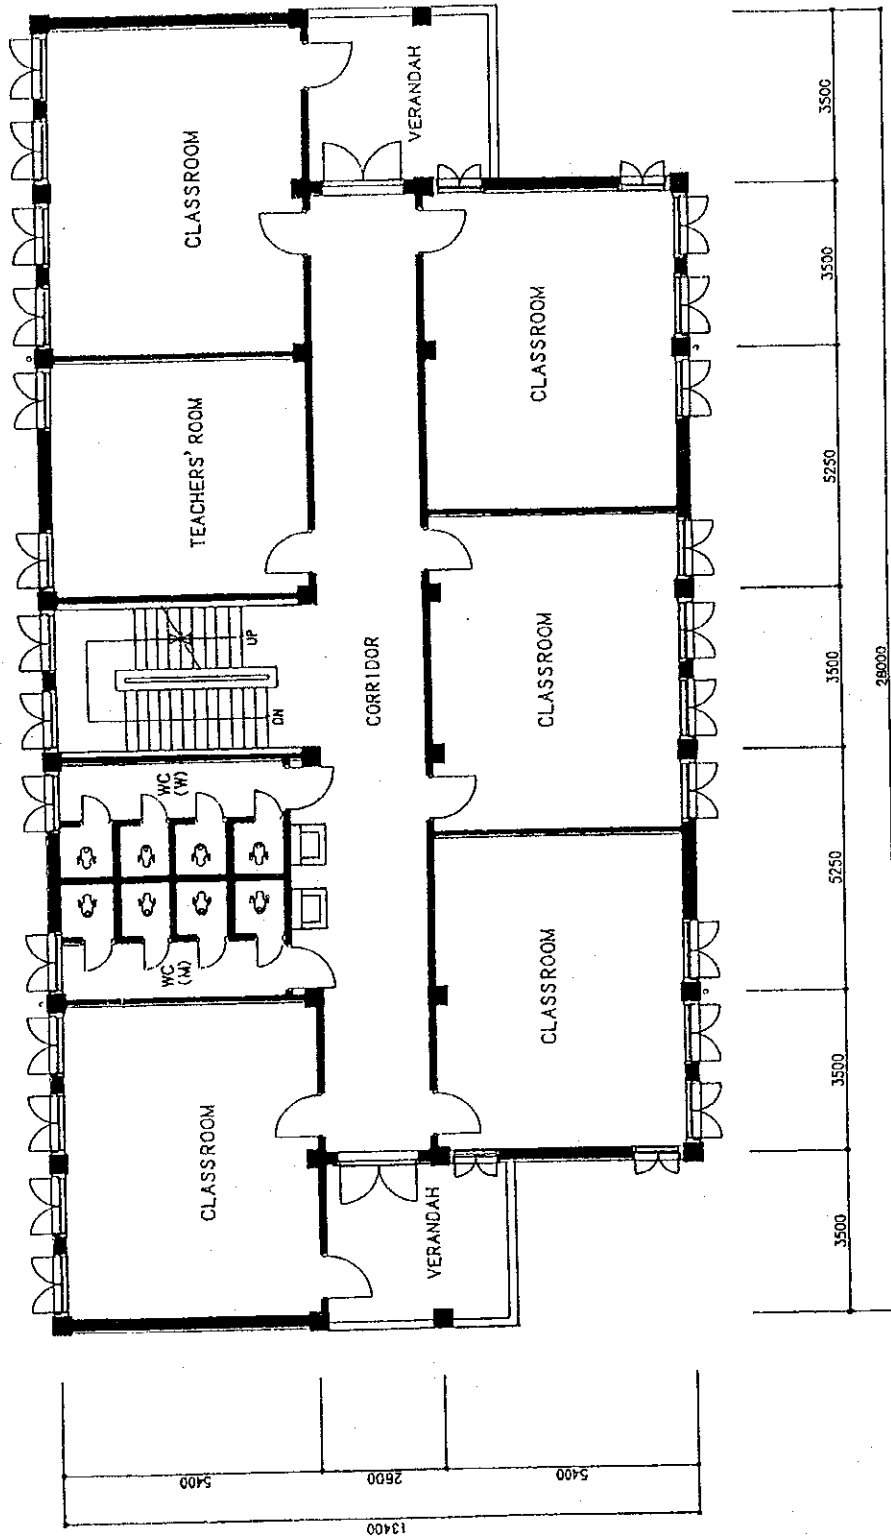 CLASSROOM
WC
(M)
WC
(W)
DN
UP
TEACHERS' ROOM
CLASSROOM
VERANDAH
CORRIDOR
VERANDAH
CLASSROOM
CLASSROOM
CLASSROOM
3500
3500
5250
3500
5250
3500
3500
28000
5400
2600
5400
13400